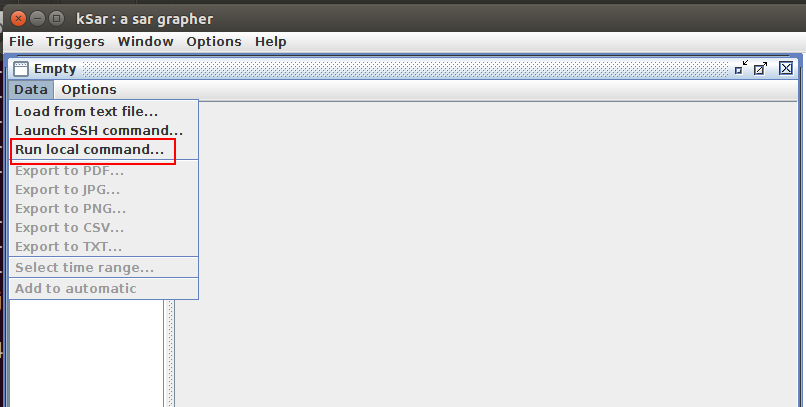 kSar : a sar grapher
File Triggers Window Options Help
Empty
Data Options
Load from text file...
Launch SSH command...
Run local command...
Export to PDF...
Export to JPG...
Export to PNG...
Export to CSV...
Export to TXT...
Select time range...
Add to automatic